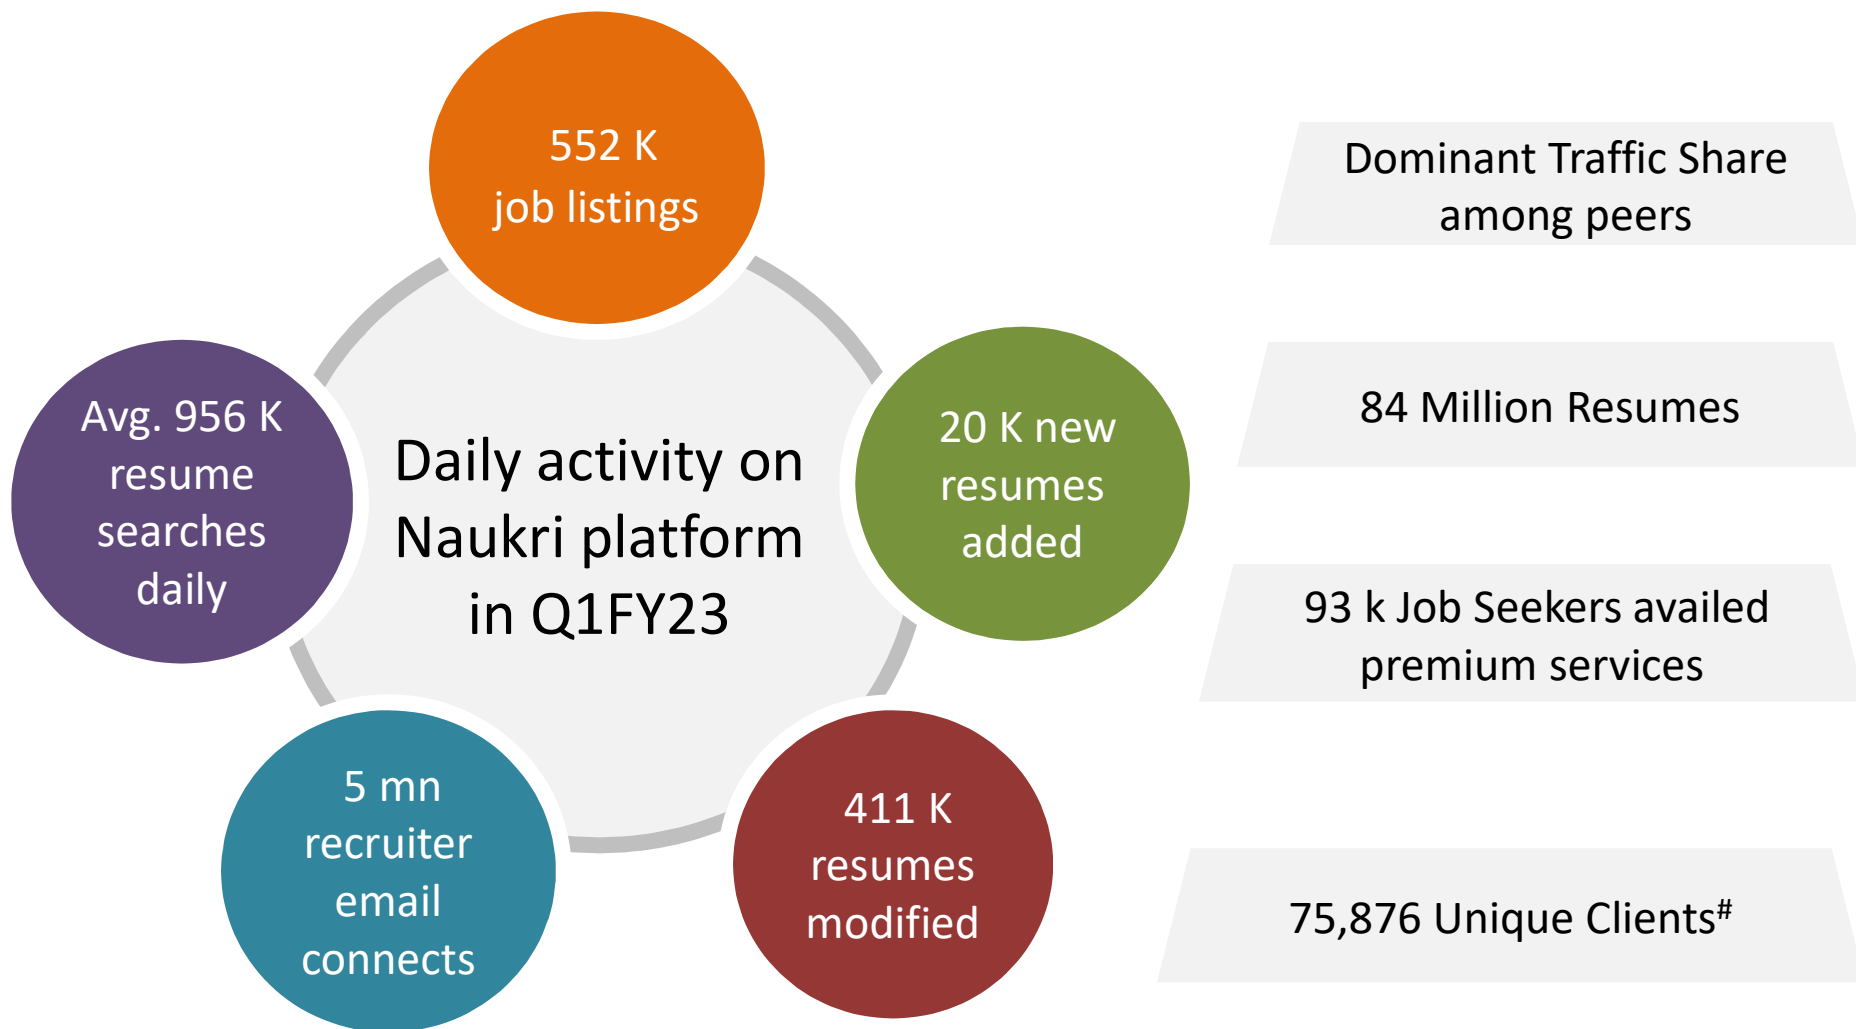 552 K
job listings
Avg. 956 K
resume
searches
daily
Daily activity on
Naukri platform
in Q1FY23
20 K new
resumes
added
5 mn
recruiter
email
connects
411 K
resumes
modified
Dominant Traffic Share
among peers
84 Million Resumes
93 k Job Seekers availed
premium services
75,876 Unique Clients#